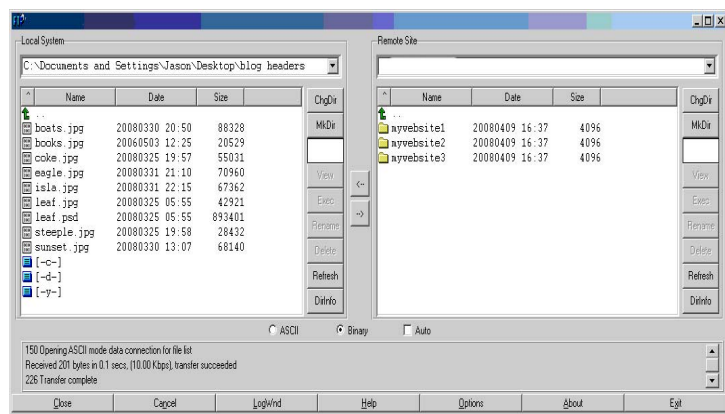 Local System
C:\Documents and Settings\Jason\Desktop\blog headers
^ Name Date Size
..
boats.jpg 20080330 20:50 88328
books.jpg 20060503 12:25 20529
coke.jpg 20080325 19:57 55031
eagle.jpg 20080331 21:10 70960
isla.jpg 20080331 22:15 67362
leaf.jpg 20080325 05:55 42921
leaf.psd 20080325 05:55 893401
steeple.jpg 20080325 19:58 28432
sunset.jpg 20080330 13:07 68140
[-c-]
[-d-]
[-y-]
ChgDir
MkDir
View
Exec
Rename
Delete
Refresh
DirInfo
<--
-->
Remote Site
^ Name Date Size
..
mywebsite1 20080409 16:37 4096
mywebsite2 20080409 16:37 4096
mywebsite3 20080409 16:37 4096
ChgDir
MkDir
View
Exec
Rename
Delete
Refresh
DirInfo
ASCII Binary Auto
150 Opening ASCII mode data connection for file list
Received 201 bytes in 0.1 secs, (10.00 Kbps), transfer succeeded
226 Transfer complete
Close Cancel LogWnd Help Options About Exit